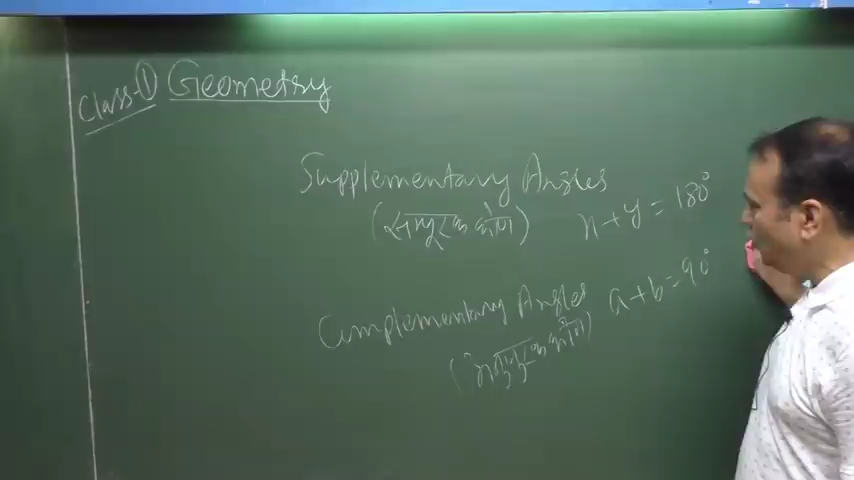 Class-1 Geometry
Supplementary Angles
(सम्पूरक कोण) x+y=180°
Complementary Angles a+b=90°
कोण)